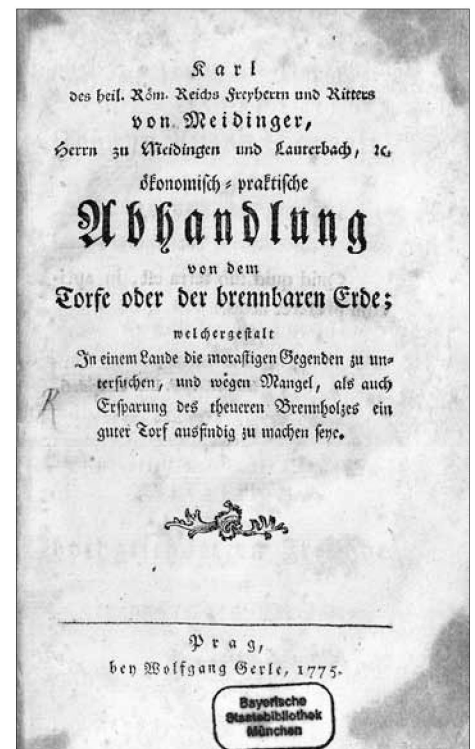 Karl
des heil. Röm. Reichs Freyherrn und Ritters
von Meidinger,
Herrn zu Meidingen und Lauterbach, ꝛc.
ökonomisch-praktische
Abhandlung
von dem
Torfe oder der brennbaren Erde;
welchergestalt
In einem Lande die morastigen Gegenden zu un-
tersuchen, und wegen Mangel, als auch
Ersparung des theueren Brennholzes ein
guter Torf ausfindig zu machen seye.
Prag,
bey Wolfgang Gerle, 1775.
Bayerische
Staatsbibliothek
München